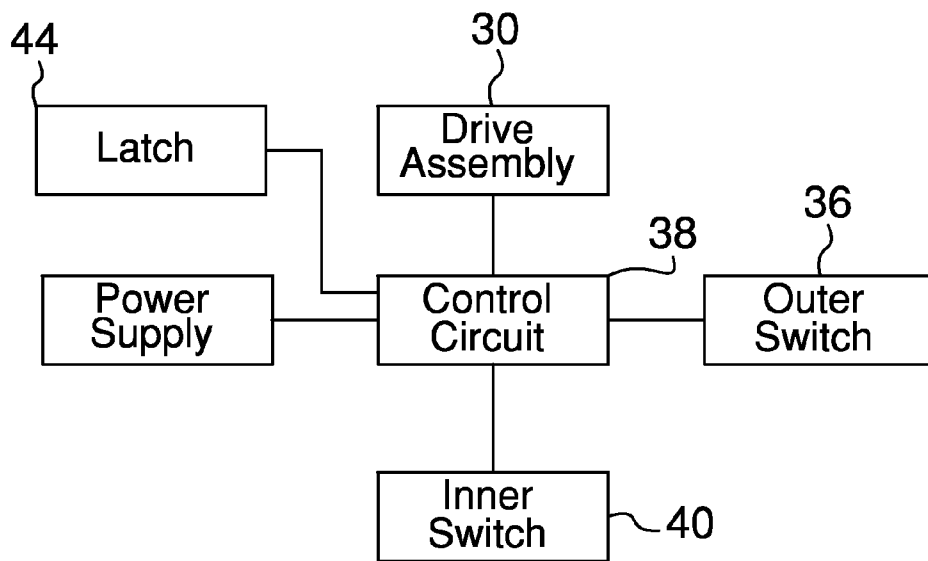 44
30
Latch
Drive
Assembly
38
36
Power
Supply
Control
Circuit
Outer
Switch
Inner
Switch
40